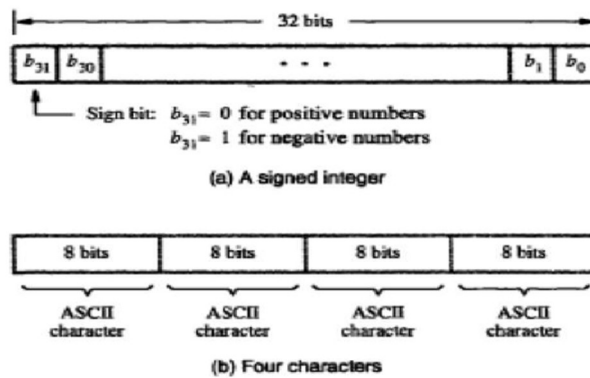 32 bits
b31 b30 . . . b1 b0
Sign bit: b31= 0 for positive numbers
b31= 1 for negative numbers
(a) A signed integer
8 bits 8 bits 8 bits 8 bits
ASCII ASCII ASCII ASCII
character character character character
(b) Four characters